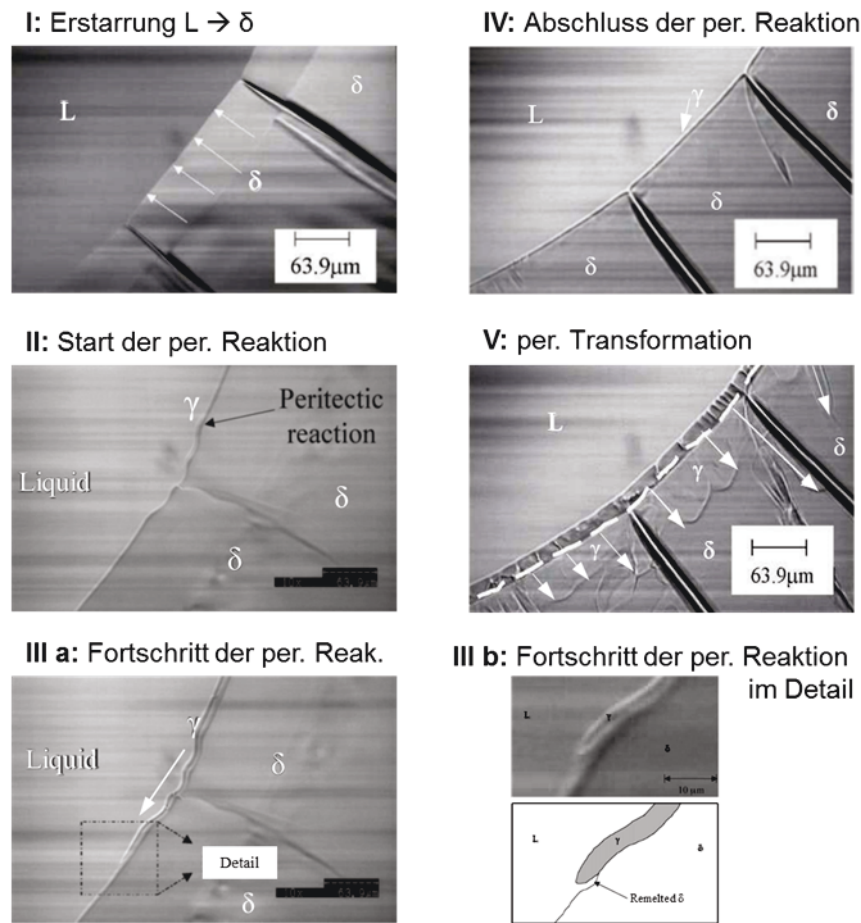 I: Erstarrung L → δ
L
δ
δ
63.9μm
II: Start der per. Reaktion
γ
Peritectic
reaction
Liquid
δ
δ
63.9μm
III a: Fortschritt der per. Reak.
γ
Liquid
δ
Detail
δ
IV: Abschluss der per. Reaktion
γ
δ
L
δ
δ
63.9μm
V: per. Transformation
L
δ
γ
γ
δ
63.9μm
III b: Fortschritt der per. Reaktion
im Detail
L
γ
δ
10 μm
L
γ
δ
Remelted δ